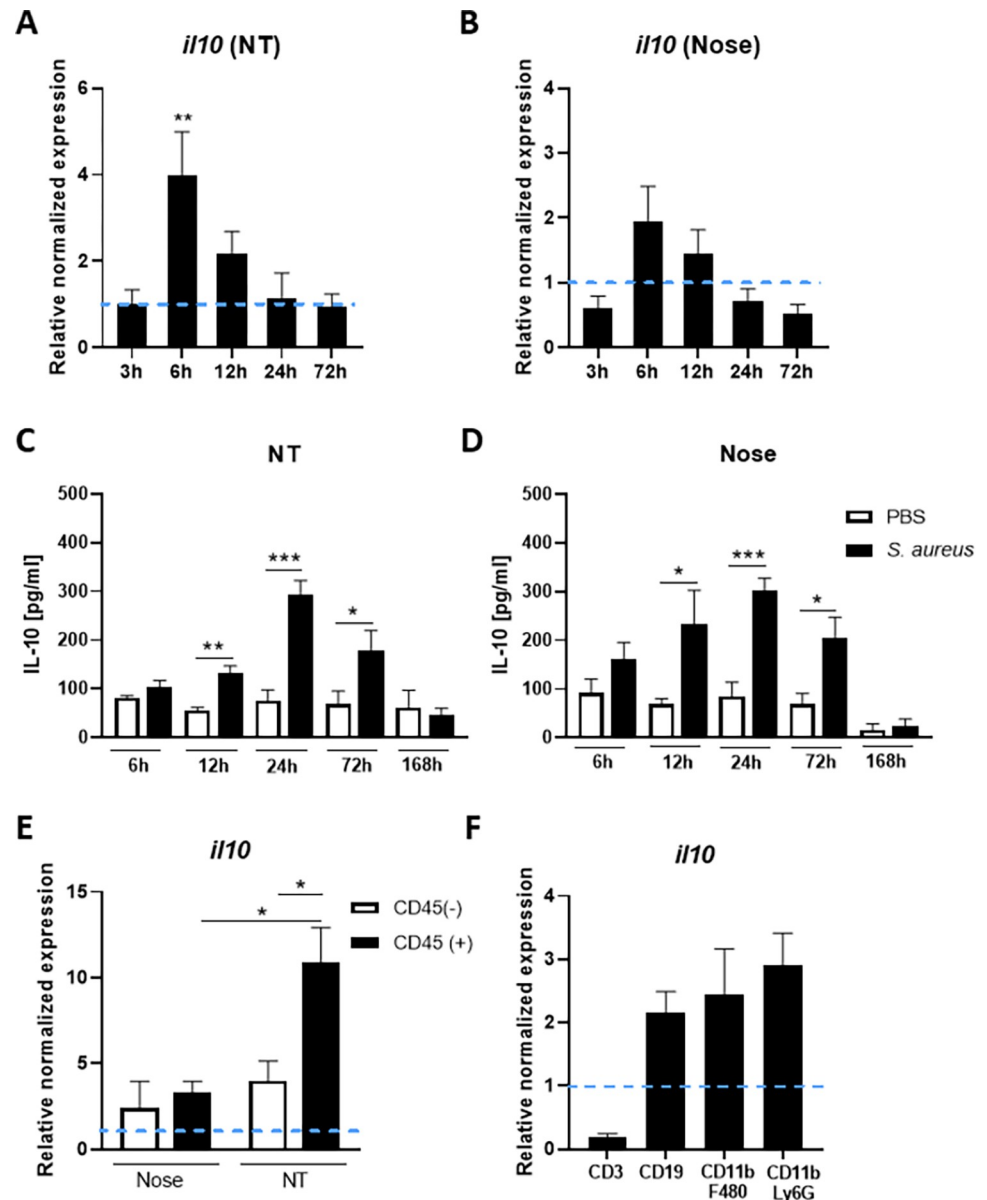 A
il10 (NT)
Relative normalized expression
6
4
2
0
**
3h 6h 12h 24h 72h
B
il10 (Nose)
Relative normalized expression
4
3
2
1
0
3h 6h 12h 24h 72h
C
NT
IL-10 [pg/ml]
500
400
300
200
100
0
**
***
*
6h 12h 24h 72h 168h
D
Nose
IL-10 [pg/ml]
500
400
300
200
100
0
*
***
*
PBS
S. aureus
6h 12h 24h 72h 168h
E
il10
Relative normalized expression
15
10
5
0
*
*
CD45(-)
CD45 (+)
Nose NT
F
il10
Relative normalized expression
4
3
2
1
0
CD3 CD19 CD11b CD11b
F480 Ly6G